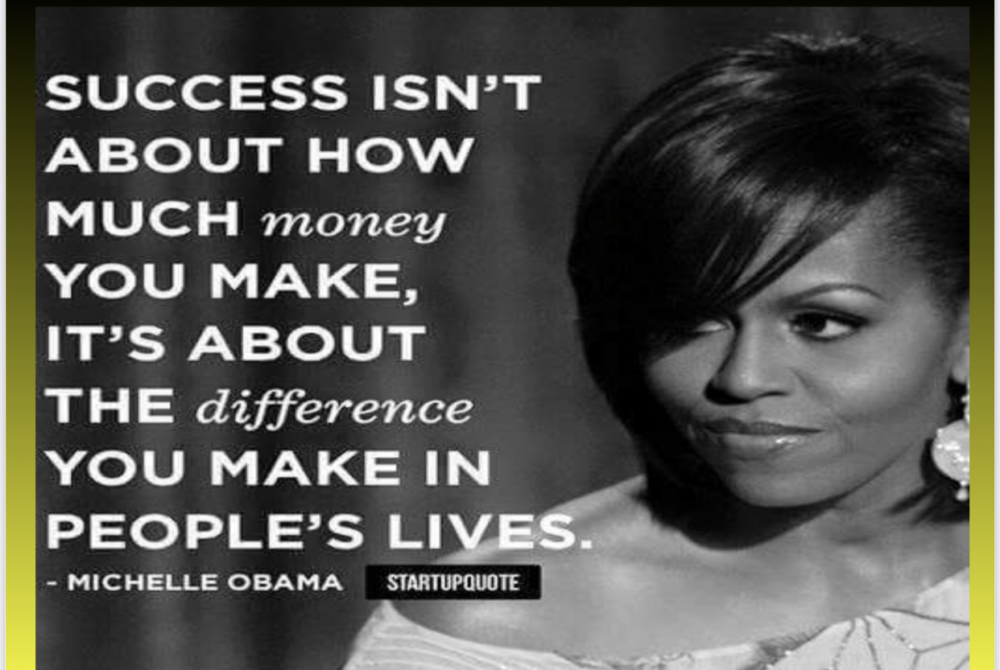 SUCCESS ISN’T
ABOUT HOW
MUCH money
YOU MAKE,
IT’S ABOUT
THE difference
YOU MAKE IN
PEOPLE’S LIVES.
- MICHELLE OBAMA STARTUPQUOTE